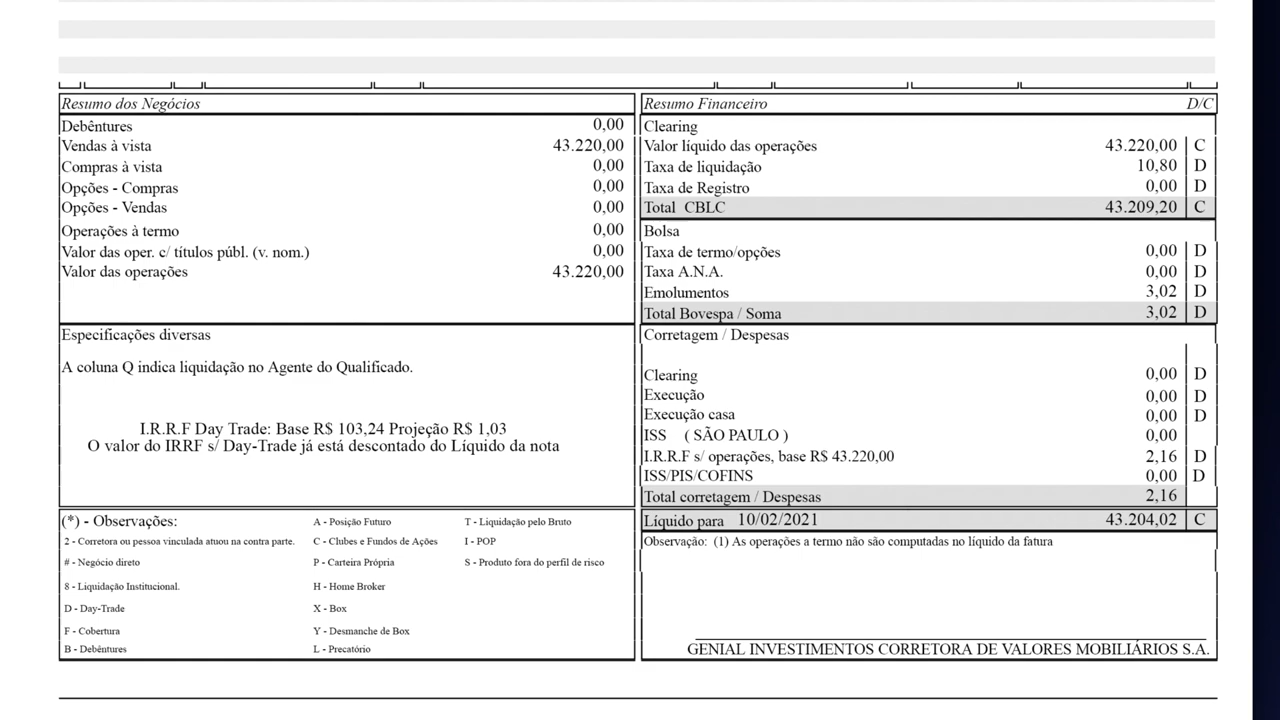 Resumo dos Negócios
Debêntures 0,00
Vendas à vista 43.220,00
Compras à vista 0,00
Opções - Compras 0,00
Opções - Vendas 0,00
Operações à termo 0,00
Valor das oper. c/ títulos públ. (v. nom.) 0,00
Valor das operações 43.220,00
Especificações diversas
A coluna Q indica liquidação no Agente do Qualificado.
I.R.R.F Day Trade: Base R$ 103,24 Projeção R$ 1,03
O valor do IRRF s/ Day-Trade já está descontado do Líquido da nota
(*) - Observações: A - Posição Futuro T - Liquidação pelo Bruto
2 - Corretora ou pessoa vinculada atuou na contra parte. C - Clubes e Fundos de Ações I - POP
# - Negócio direto P - Carteira Própria S - Produto fora do perfil de risco
8 - Liquidação Institucional. H - Home Broker
D - Day-Trade X - Box
F - Cobertura Y - Desmanche de Box
B - Debêntures L - Precatório
Resumo Financeiro D/C
Clearing
Valor líquido das operações 43.220,00 C
Taxa de liquidação 10,80 D
Taxa de Registro 0,00 D
Total CBLC 43.209,20 C
Bolsa
Taxa de termo/opções 0,00 D
Taxa A.N.A. 0,00 D
Emolumentos 3,02 D
Total Bovespa / Soma 3,02 D
Corretagem / Despesas
Clearing 0,00 D
Execução 0,00 D
Execução casa 0,00 D
ISS ( SÃO PAULO ) 0,00
I.R.R.F s/ operações, base R$ 43.220,00 2,16 D
ISS/PIS/COFINS 0,00 D
Total corretagem / Despesas 2,16
Líquido para 10/02/2021 43.204,02 C
Observação: (1) As operações a termo não são computadas no líquido da fatura
GENIAL INVESTIMENTOS CORRETORA DE VALORES MOBILIÁRIOS S.A.